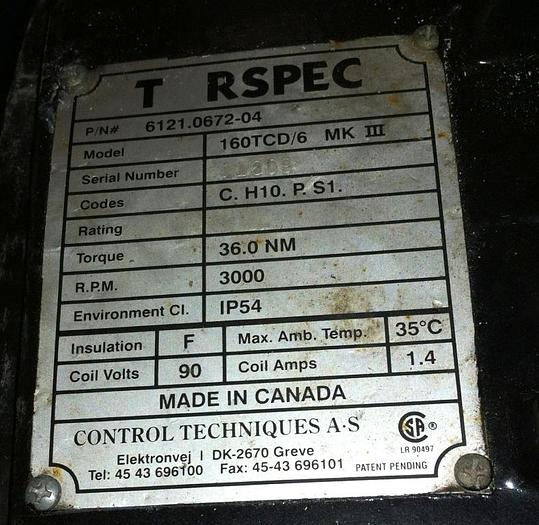 T RSPEC
P/N# 6121.0672-04
Model 160TCD/6 MK III
Serial Number
Codes C. H10. P. S1.
Rating
Torque 36.0 NM
R.P.M. 3000
Environment Cl. IP54
Insulation F Max. Amb. Temp. 35°C
Coil Volts 90 Coil Amps 1.4
MADE IN CANADA
CONTROL TECHNIQUES A·S
CSA ®
LR 90497
Elektronvej I DK-2670 Greve
Tel: 45 43 696100 Fax: 45-43 696101 PATENT PENDING